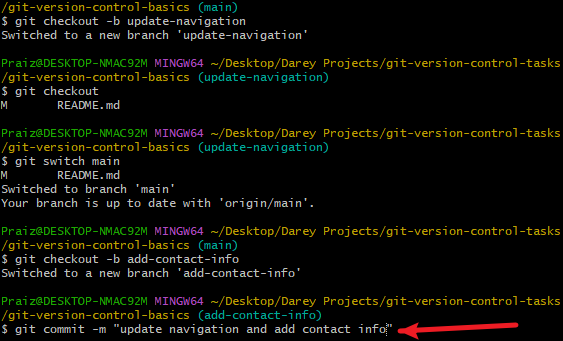 /git-version-control-basics (main)
$ git checkout -b update-navigation
Switched to a new branch 'update-navigation'
Praiz@DESKTOP-NMAC92M MINGW64 ~/Desktop/Darey Projects/git-version-control-tasks
/git-version-control-basics (update-navigation)
$ git checkout
M       README.md
Praiz@DESKTOP-NMAC92M MINGW64 ~/Desktop/Darey Projects/git-version-control-tasks
/git-version-control-basics (update-navigation)
$ git switch main
M       README.md
Switched to branch 'main'
Your branch is up to date with 'origin/main'.
Praiz@DESKTOP-NMAC92M MINGW64 ~/Desktop/Darey Projects/git-version-control-tasks
/git-version-control-basics (main)
$ git checkout -b add-contact-info
Switched to a new branch 'add-contact-info'
Praiz@DESKTOP-NMAC92M MINGW64 ~/Desktop/Darey Projects/git-version-control-tasks
/git-version-control-basics (add-contact-info)
$ git commit -m "update navigation and add contact info"